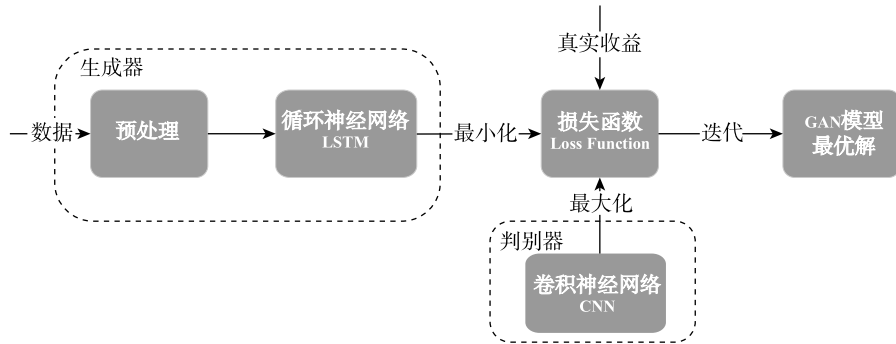 真实收益
生成器
数据
预处理
循环神经网络
LSTM
最小化
损失函数
Loss Function
迭代
GAN模型
最优解
最大化
判别器
卷积神经网络
CNN